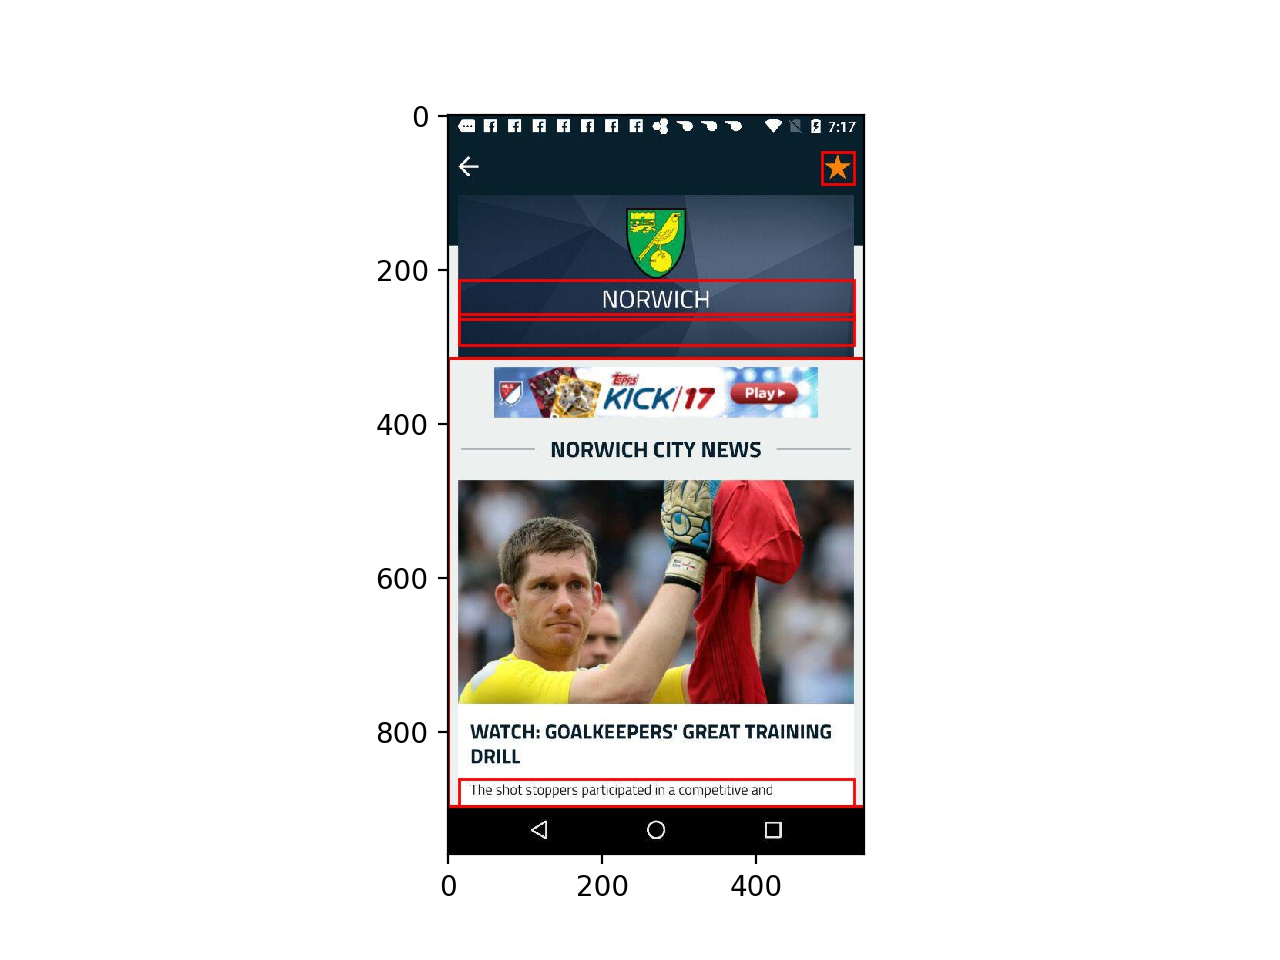 0
7:17
200
NORWICH
MLS
TOPPS
KICK/17
Play
400
NORWICH CITY NEWS
600
800
WATCH: GOALKEEPERS' GREAT TRAINING
DRILL
The shot stoppers participated in a competitive and
0 200 400